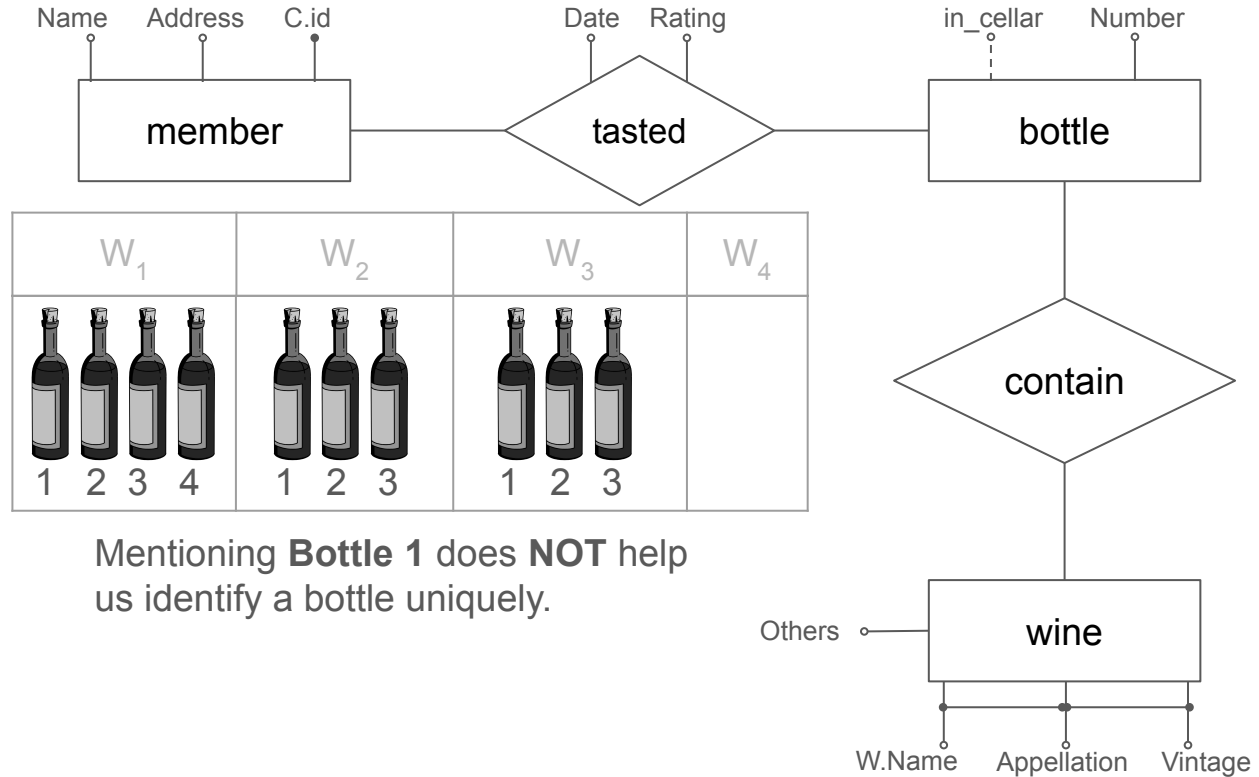 Name Address C.id Date Rating in_cellar Number
member tasted bottle
W1 W2 W3 W4
1 2 3 4 1 2 3 1 2 3
contain
Mentioning Bottle 1 does NOT help
us identify a bottle uniquely.
Others wine
W.Name Appellation Vintage